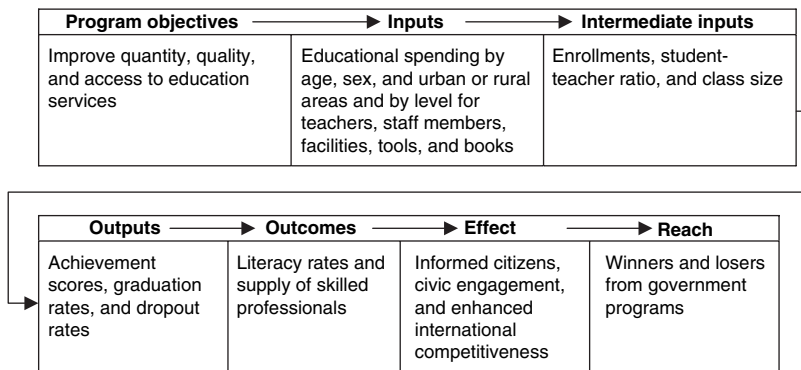 Program objectives Inputs Intermediate inputs
Improve quantity, quality,
and access to education
services
Educational spending by
age, sex, and urban or rural
areas and by level for
teachers, staff members,
facilities, tools, and books
Enrollments, student-
teacher ratio, and class size
Outputs Outcomes Effect Reach
Achievement
scores, graduation
rates, and dropout
rates
Literacy rates and
supply of skilled
professionals
Informed citizens,
civic engagement,
and enhanced
international
competitiveness
Winners and losers
from government
programs